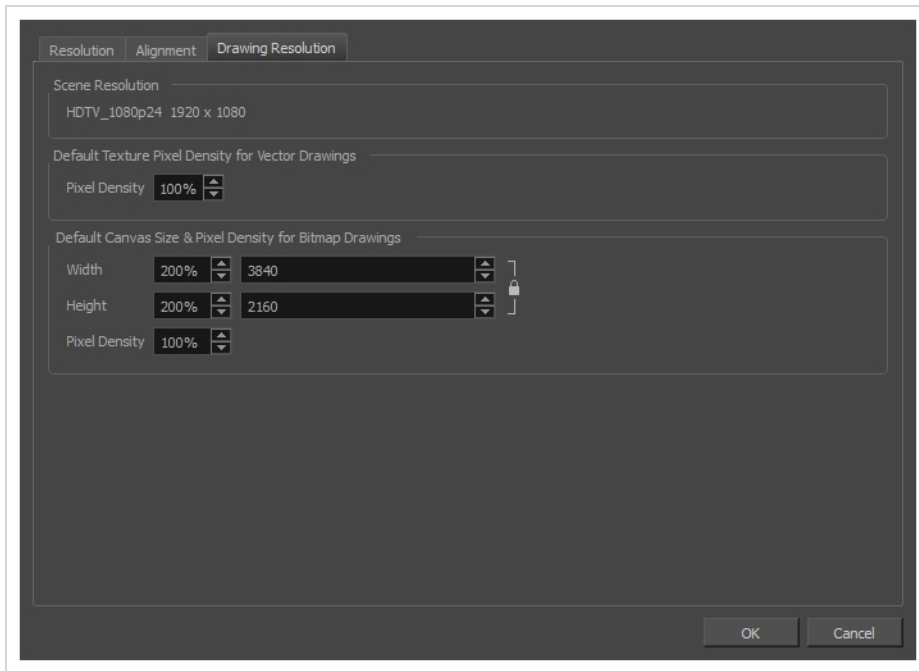 Resolution Alignment Drawing Resolution
Scene Resolution
HDTV_1080p24 1920 x 1080
Default Texture Pixel Density for Vector Drawings
Pixel Density 100%
Default Canvas Size & Pixel Density for Bitmap Drawings
Width 200% 3840
Height 200% 2160
Pixel Density 100%
OK Cancel